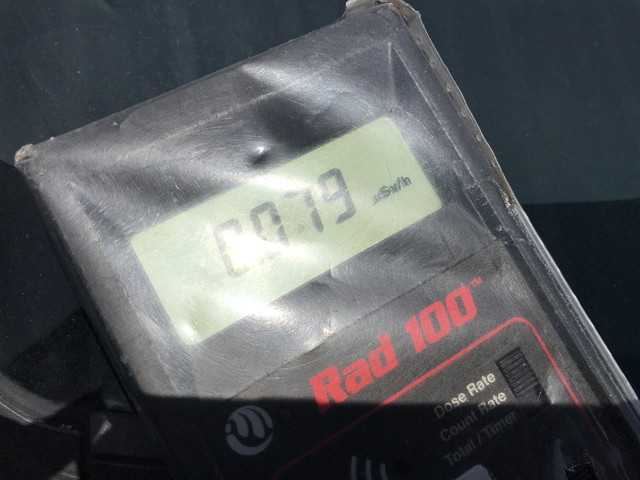 0.079 µSv/h
Rad 100™
Dose Rate
Count Rate
Total / Timer